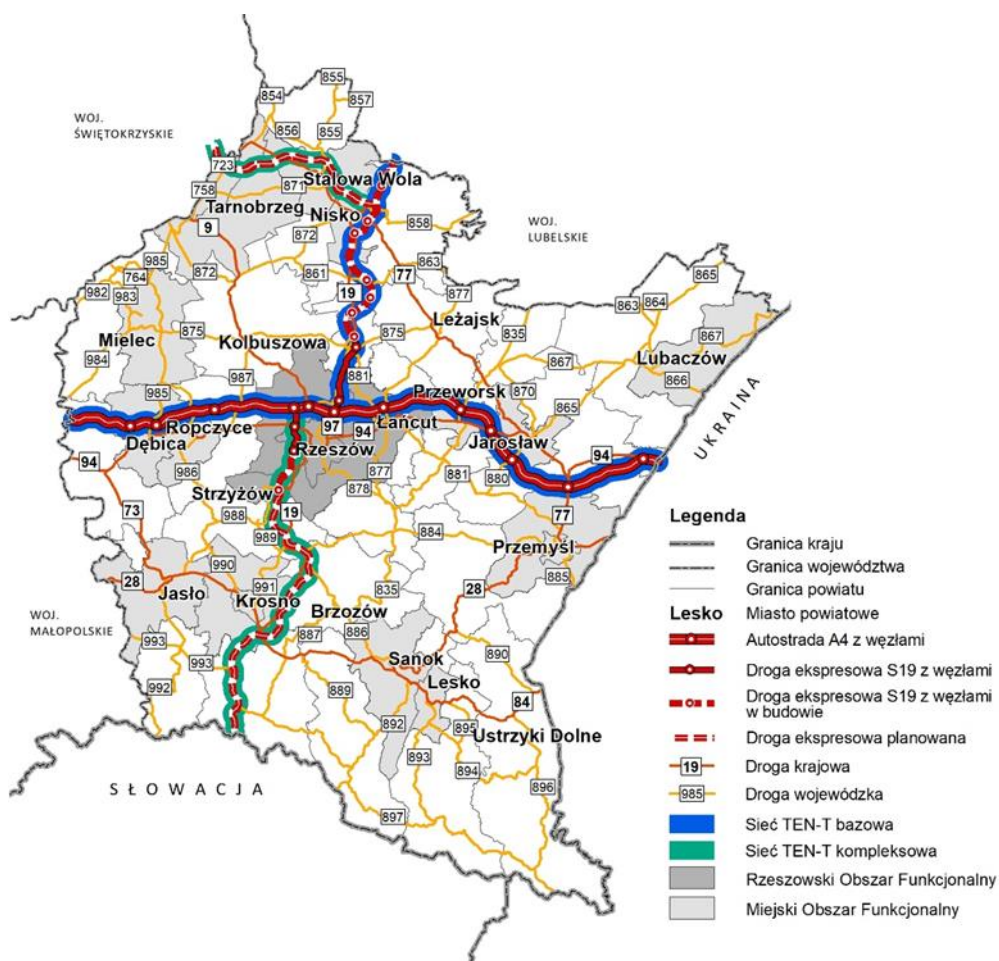 855
854
857
WOJ.
ŚWIĘTOKRZYSKIE
856
855
723
Stalowa Wola
758
871
Tarnobrzeg
Nisko
858
9
872
WOJ.
LUBELSKIE
985
872
861
77
863
865
764
982
983
19
877
863
864
Leżajsk
Mielec
875
Kolbuszowa
875
835
867
867
984
Lubaczów
987
881
866
985
Przeworsk
870
865
Ropczyce
Łańcut
UKRAINA
Dębica
97
94
Jarosław
Rzeszów
94
94
986
877
881
880
Strzyżów
878
73
988
19
77
989
884
Przemyśl
990
885
28
Jasło
991
835
28
Krosno
Brzozów
WOJ.
MAŁOPOLSKIE
887
886
993
993
Sanok
890
992
889
Lesko
84
892
895
Ustrzyki Dolne
893
894
896
SŁOWACJA
897
Legenda
Granica kraju
Granica województwa
Granica powiatu
Lesko Miasto powiatowe
Autostrada A4 z węzłami
Droga ekspresowa S19 z węzłami
Droga ekspresowa S19 z węzłami
w budowie
Droga ekspresowa planowana
19 Droga krajowa
985 Droga wojewódzka
Sieć TEN-T bazowa
Sieć TEN-T kompleksowa
Rzeszowski Obszar Funkcjonalny
Miejski Obszar Funkcjonalny